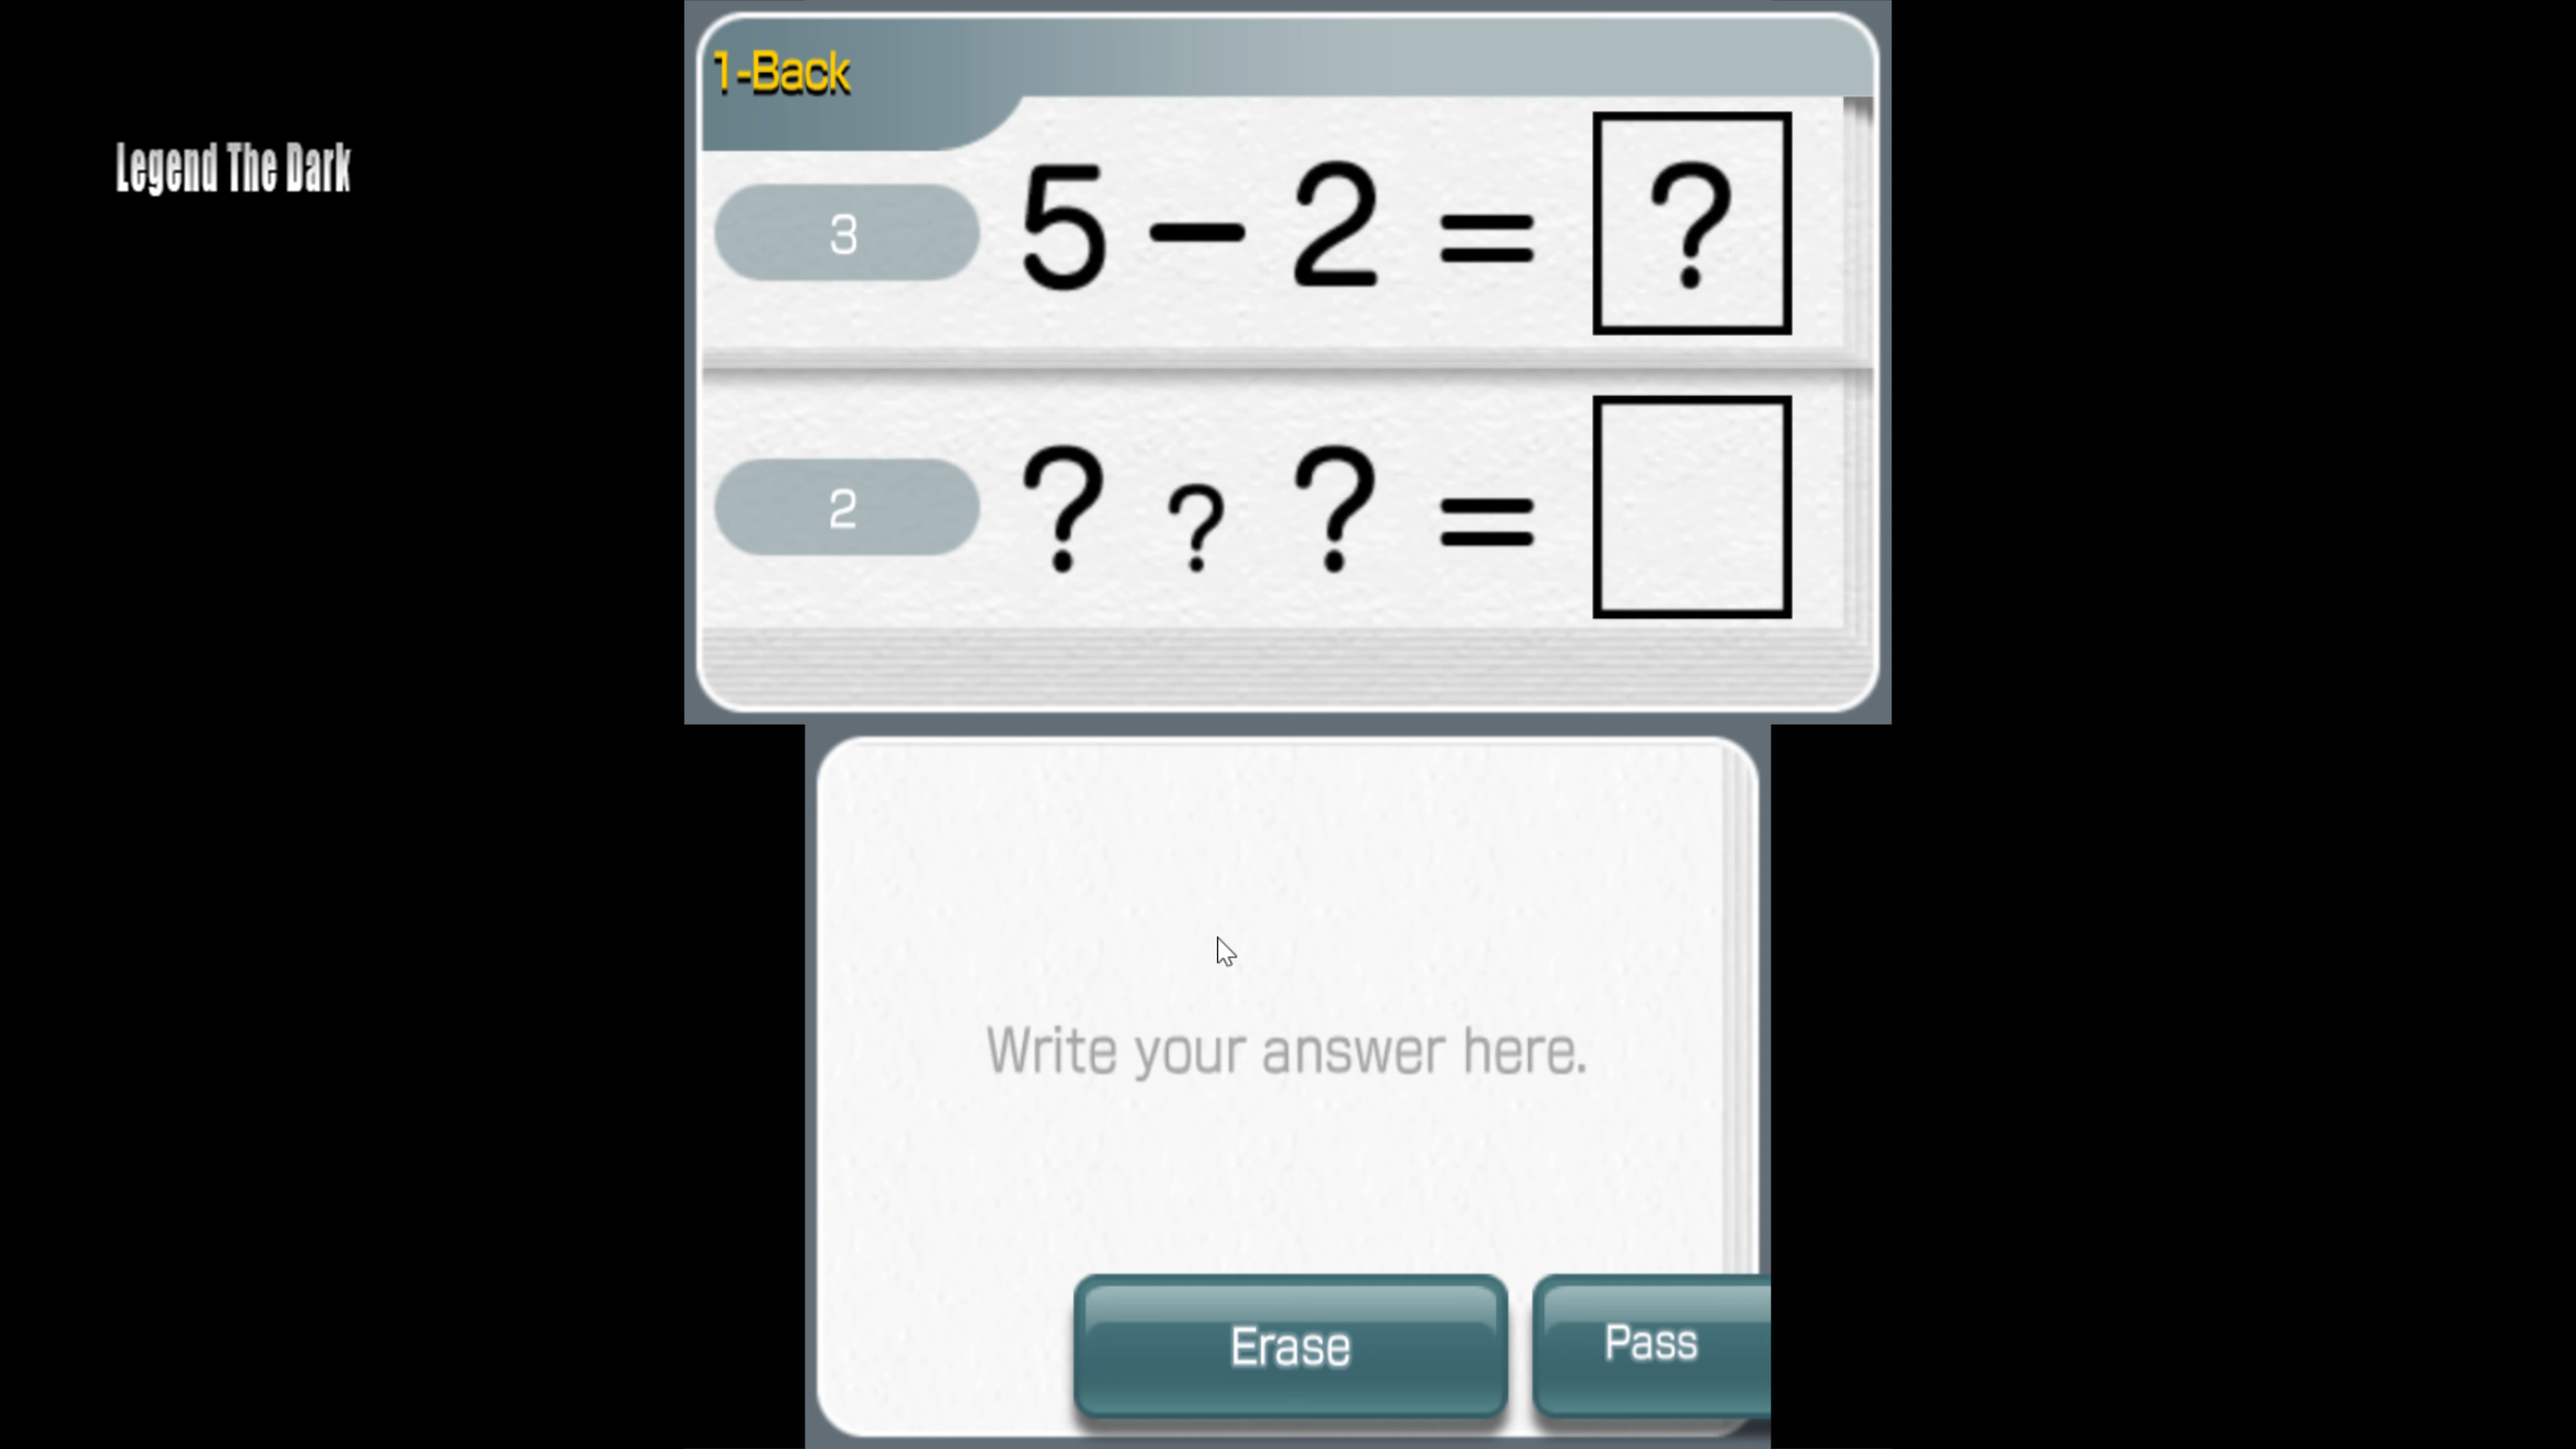 1-Back
Legend The Dark
3 5 - 2 = ?
2 ? ? ? =
Write your answer here.
Erase Pass